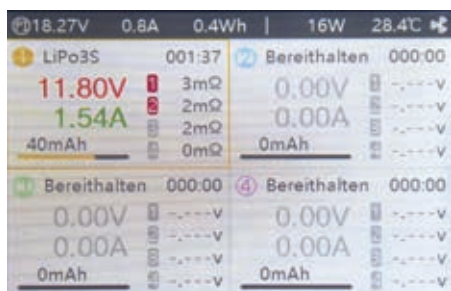 18.27V 0.8A 0.4Wh | 16W 28.4℃
1 LiPo3S 001:37
11.80V 1 3mΩ
2 2mΩ
1.54A 2mΩ
40mAh 0mΩ
2 Bereithalten 000:00
0.00V -.---V
-.---V
0.00A -.---V
0mAh -.---V
Bereithalten 000:00
0.00V -.---V
-.---V
0.00A -.---V
0mAh -.---V
4 Bereithalten 000:00
0.00V -.---V
-.---V
0.00A -.---V
0mAh -.---V